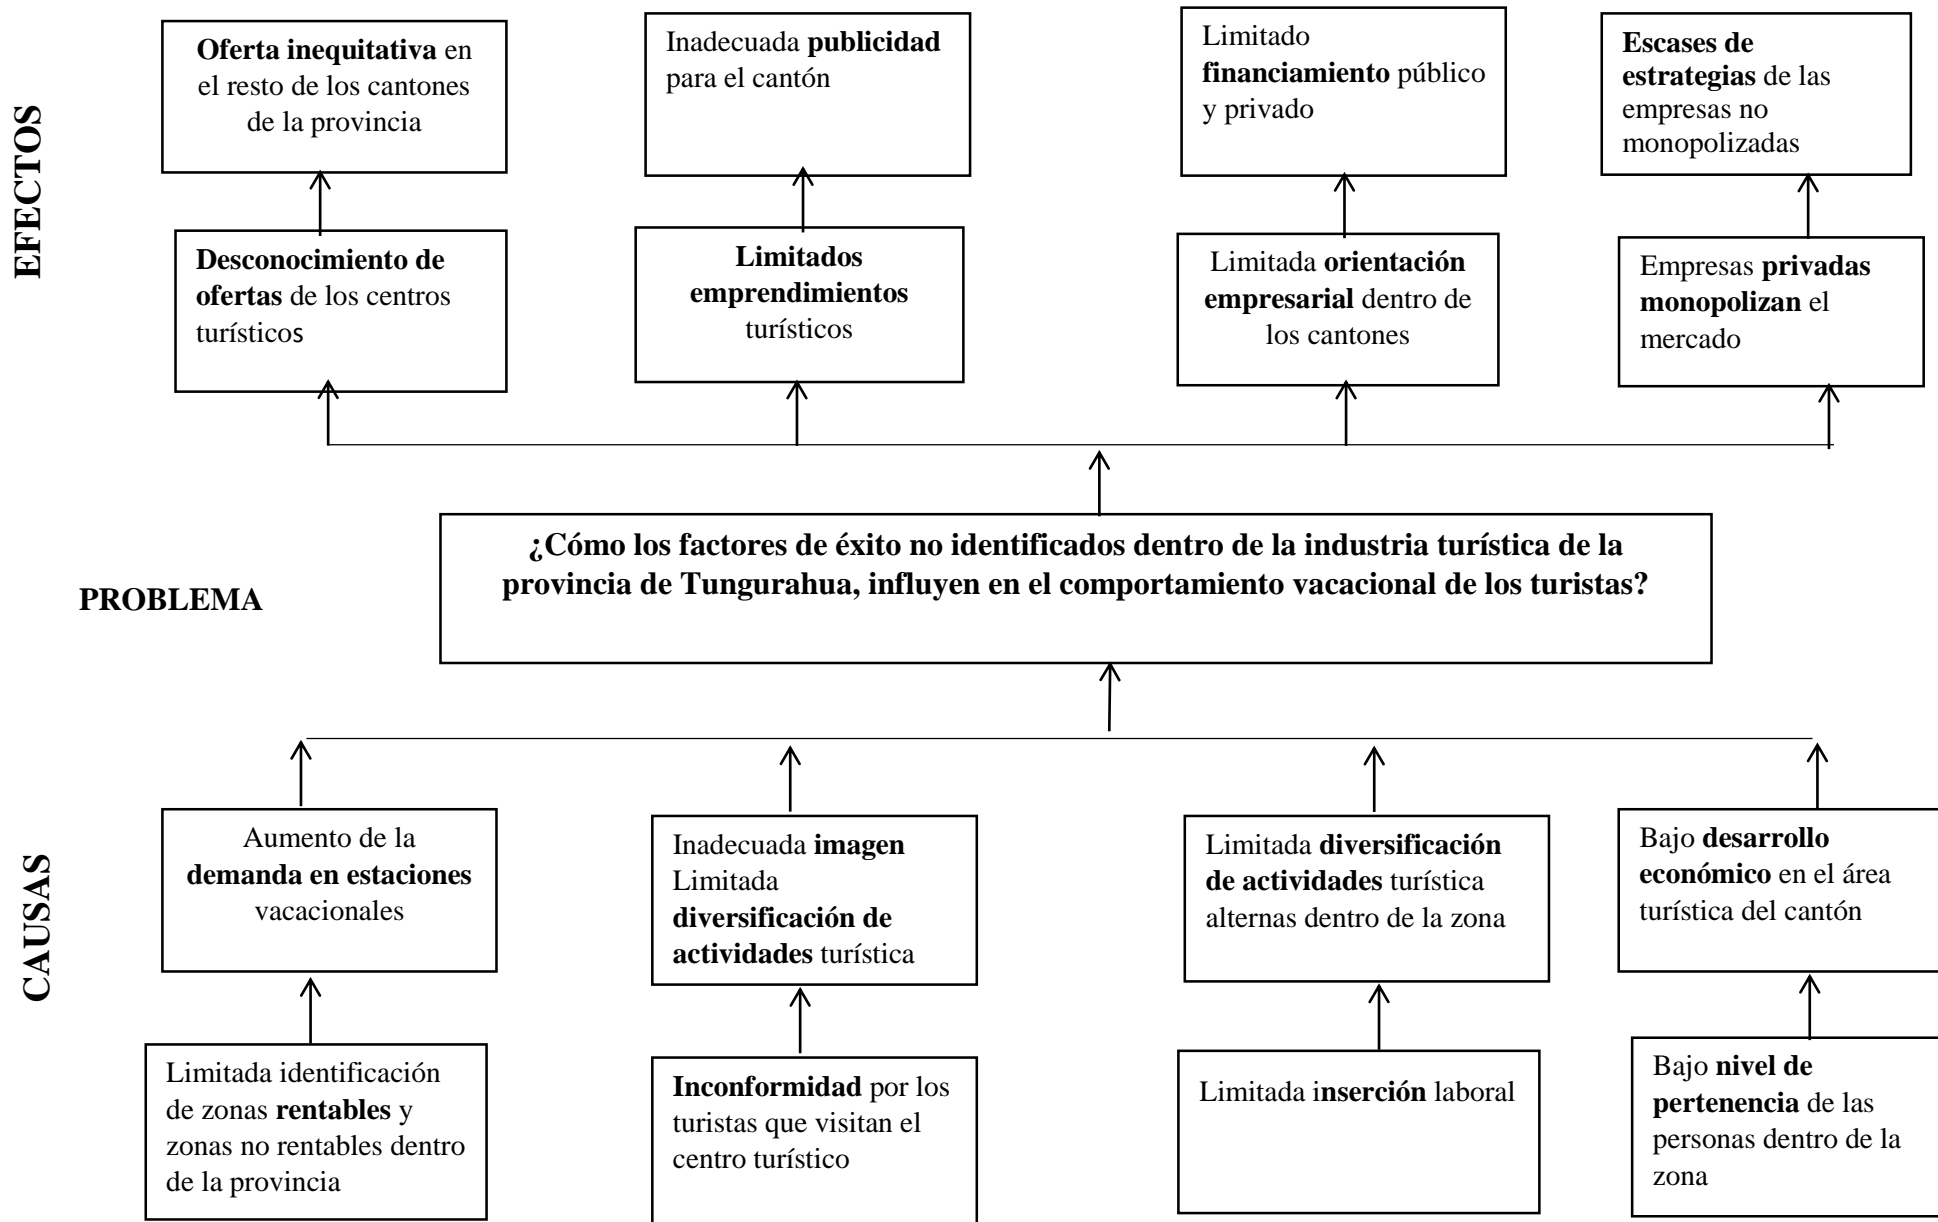 EFECTOS
Oferta inequitativa en
el resto de los cantones
de la provincia
Inadecuada publicidad
para el cantón
Limitado
financiamiento público
y privado
Escases de
estrategias de las
empresas no
monopolizadas
Desconocimiento de
ofertas de los centros
turísticos
Limitados
emprendimientos
turísticos
Limitada orientación
empresarial dentro de
los cantones
Empresas privadas
monopolizan el
mercado
PROBLEMA
¿Cómo los factores de éxito no identificados dentro de la industria turística de la
provincia de Tungurahua, influyen en el comportamiento vacacional de los turistas?
CAUSAS
Aumento de la
demanda en estaciones
vacacionales
Inadecuada imagen
Limitada
diversificación de
actividades turística
Limitada diversificación
de actividades turística
alternas dentro de la zona
Bajo desarrollo
económico en el área
turística del cantón
Limitada identificación
de zonas rentables y
zonas no rentables dentro
de la provincia
Inconformidad por los
turistas que visitan el
centro turístico
Limitada inserción laboral
Bajo nivel de
pertenencia de las
personas dentro de la
zona